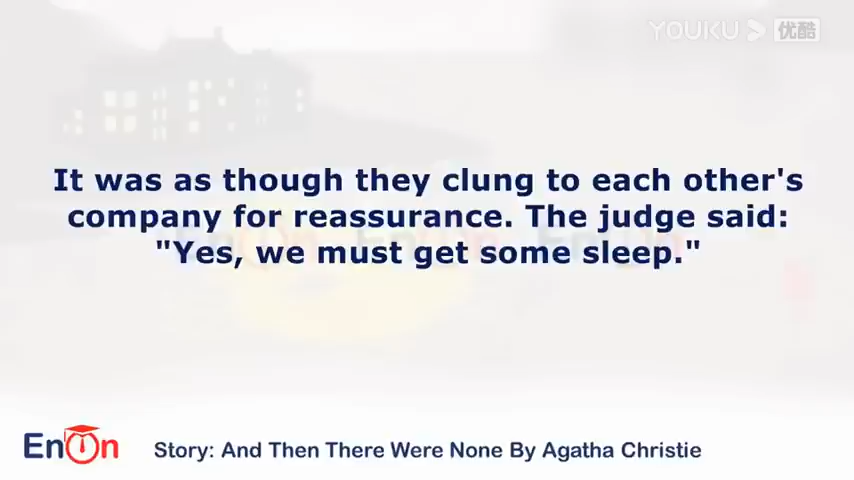 YOUKU 优酷
It was as though they clung to each other's
company for reassurance. The judge said:
"Yes, we must get some sleep."
EnOn
Story: And Then There Were None By Agatha Christie